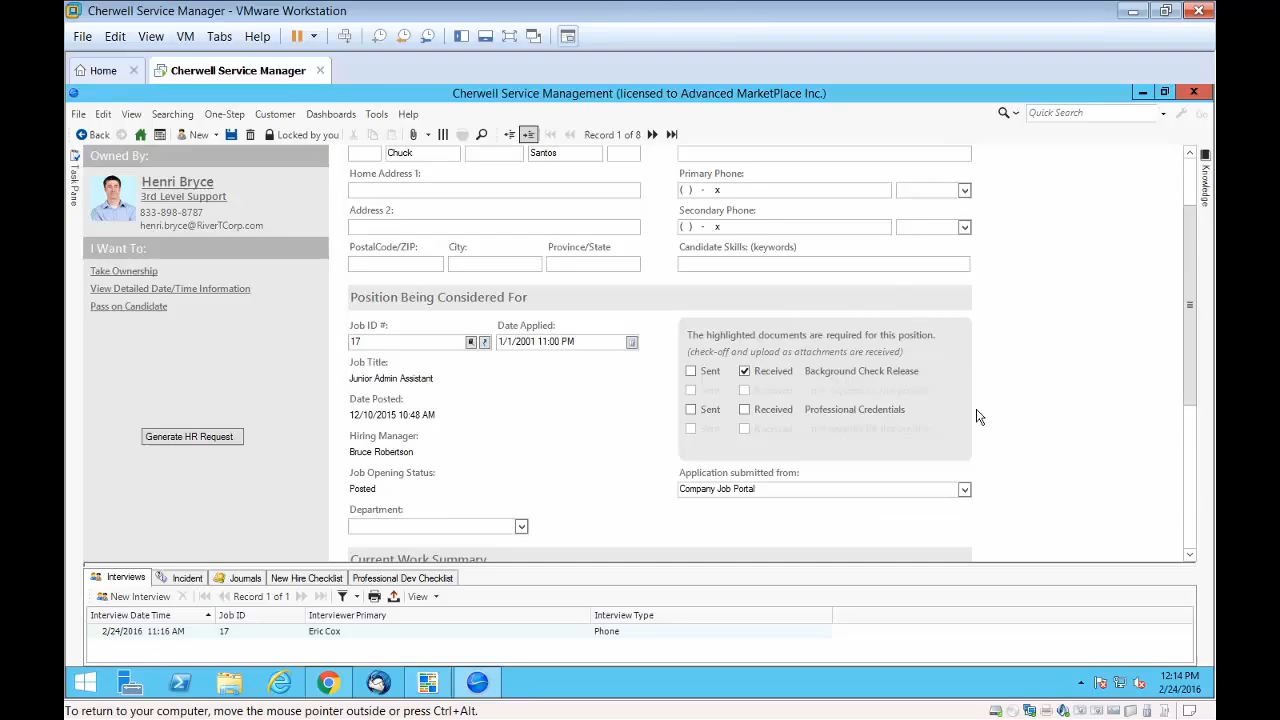 Cherwell Service Manager - VMware Workstation
File Edit View VM Tabs Help
Home Cherwell Service Manager
Cherwell Service Management (licensed to Advanced MarketPlace Inc.)
File Edit View Searching One-Step Customer Dashboards Tools Help Quick Search Go
Back New Locked by you Record 1 of 8
Task Pane
Knowledge
Owned By:
Henri Bryce
3rd Level Support
833-898-8787
henri.bryce@RiverTCorp.com
I Want To:
Take Ownership
View Detailed Date/Time Information
Pass on Candidate
Generate HR Request
Chuck Santos
Home Address 1: Primary Phone:
( ) - x
Address 2: Secondary Phone:
( ) - x
PostalCode/ZIP: City: Province/State Candidate Skills: (keywords)
Position Being Considered For
Job ID #: Date Applied:
17 1/1/2001 11:00 PM
Job Title:
Junior Admin Assistant
Date Posted:
12/10/2015 10:48 AM
Hiring Manager:
Bruce Robertson
Job Opening Status:
Posted
Department:
The highlighted documents are required for this position.
(check-off and upload as attachments are received)
Sent Received Background Check Release
Sent Received
Sent Received Professional Credentials
Sent Received
Application submitted from:
Company Job Portal
Current Work Summary
Interviews Incident Journals New Hire Checklist Professional Dev Checklist
New Interview Record 1 of 1 View
Interview Date Time Job ID Interviewer Primary Interview Type
2/24/2016 11:16 AM 17 Eric Cox Phone
12:14 PM
2/24/2016
To return to your computer, move the mouse pointer outside or press Ctrl+Alt.